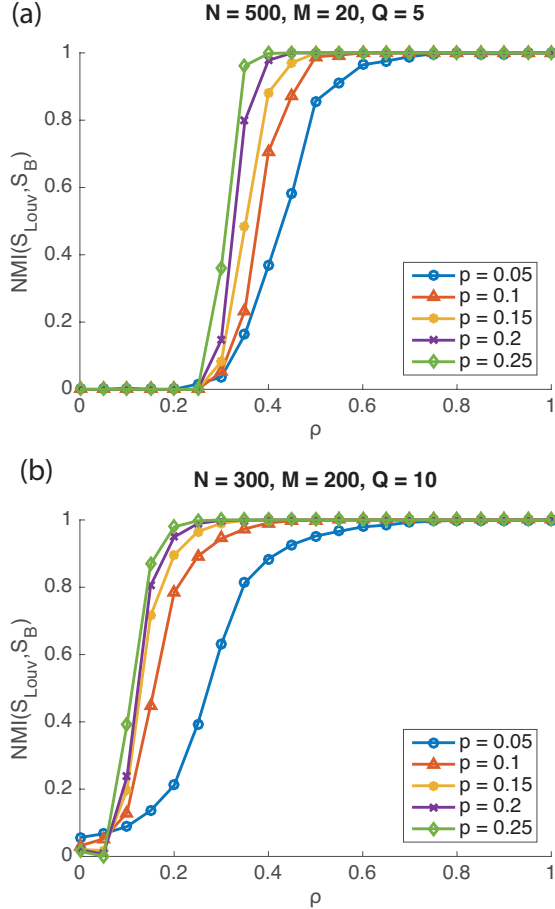 (a)
N = 500, M = 20, Q = 5
1
0.8
0.6
0.4
0.2
0
NMI(S_Louv,S_B)
p = 0.05
p = 0.1
p = 0.15
p = 0.2
p = 0.25
0 0.2 0.4 0.6 0.8 1
ρ
(b)
N = 300, M = 200, Q = 10
1
0.8
0.6
0.4
0.2
0
NMI(S_Louv,S_B)
p = 0.05
p = 0.1
p = 0.15
p = 0.2
p = 0.25
0 0.2 0.4 0.6 0.8 1
ρ